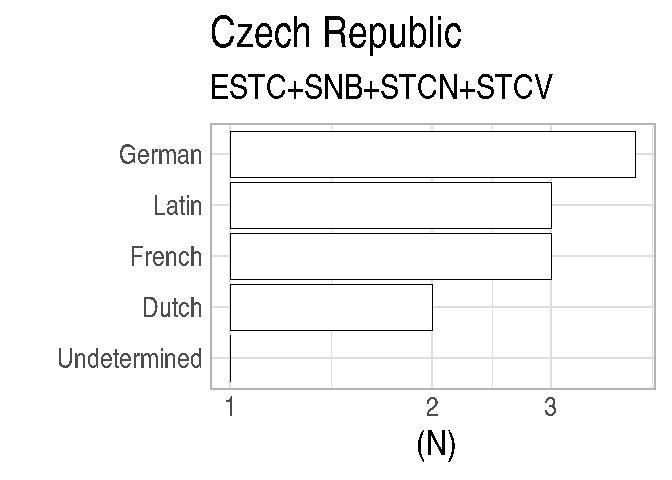 Czech Republic
ESTC+SNB+STCN+STCV
German
Latin
French
Dutch
Undetermined
1 2 3
(N)